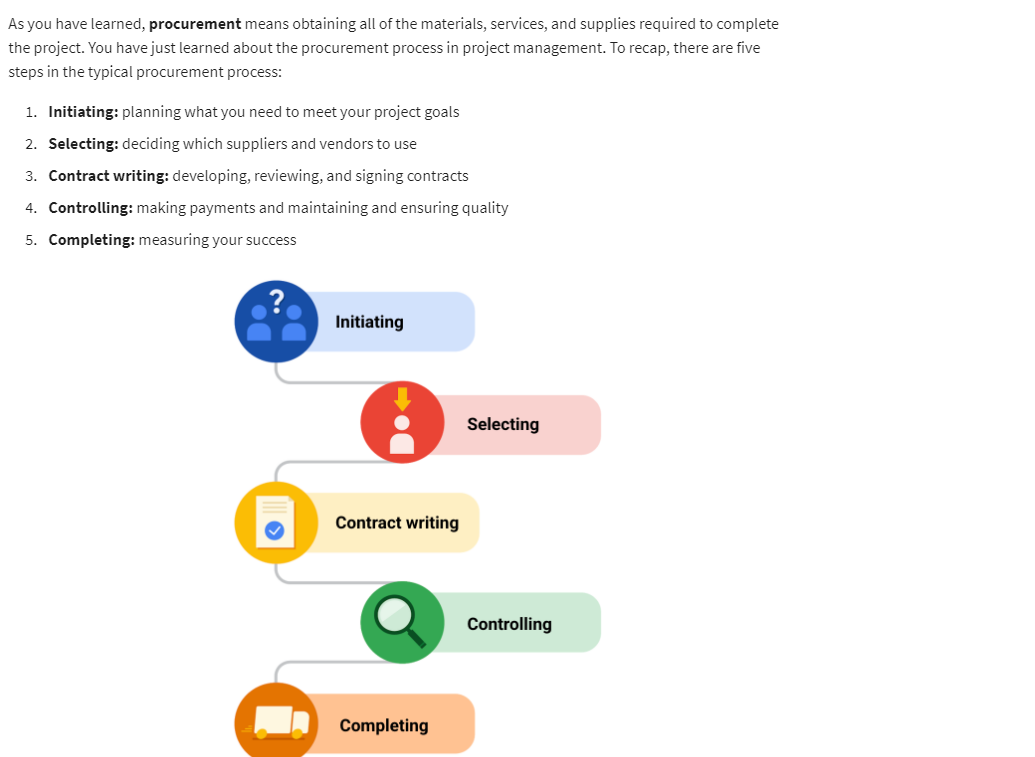 As you have learned, procurement means obtaining all of the materials, services, and supplies required to complete
the project. You have just learned about the procurement process in project management. To recap, there are five
steps in the typical procurement process:
1. Initiating: planning what you need to meet your project goals
2. Selecting: deciding which suppliers and vendors to use
3. Contract writing: developing, reviewing, and signing contracts
4. Controlling: making payments and maintaining and ensuring quality
5. Completing: measuring your success
?
Initiating
Selecting
Contract writing
Controlling
Completing